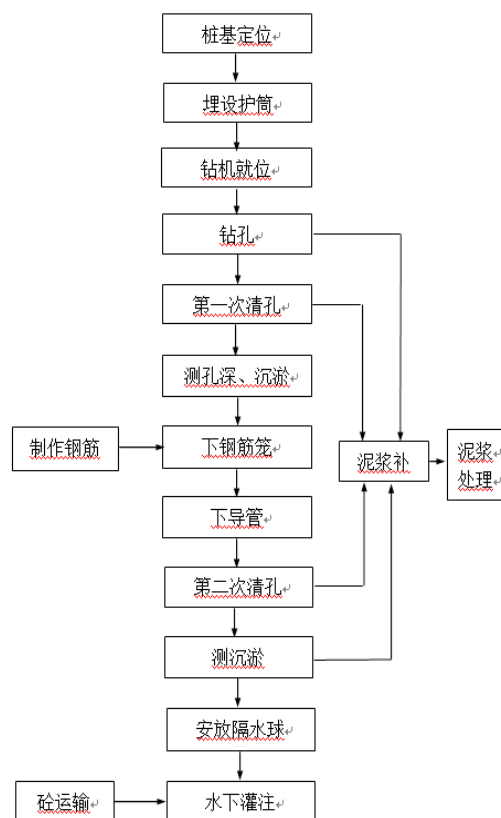 桩基定位
埋设护筒
钻机就位
钻孔
第一次清孔
测孔深、沉淤
制作钢筋
下钢筋笼
泥浆补
泥浆
处理
下导管
第二次清孔
测沉淤
安放隔水球
砼运输
水下灌注